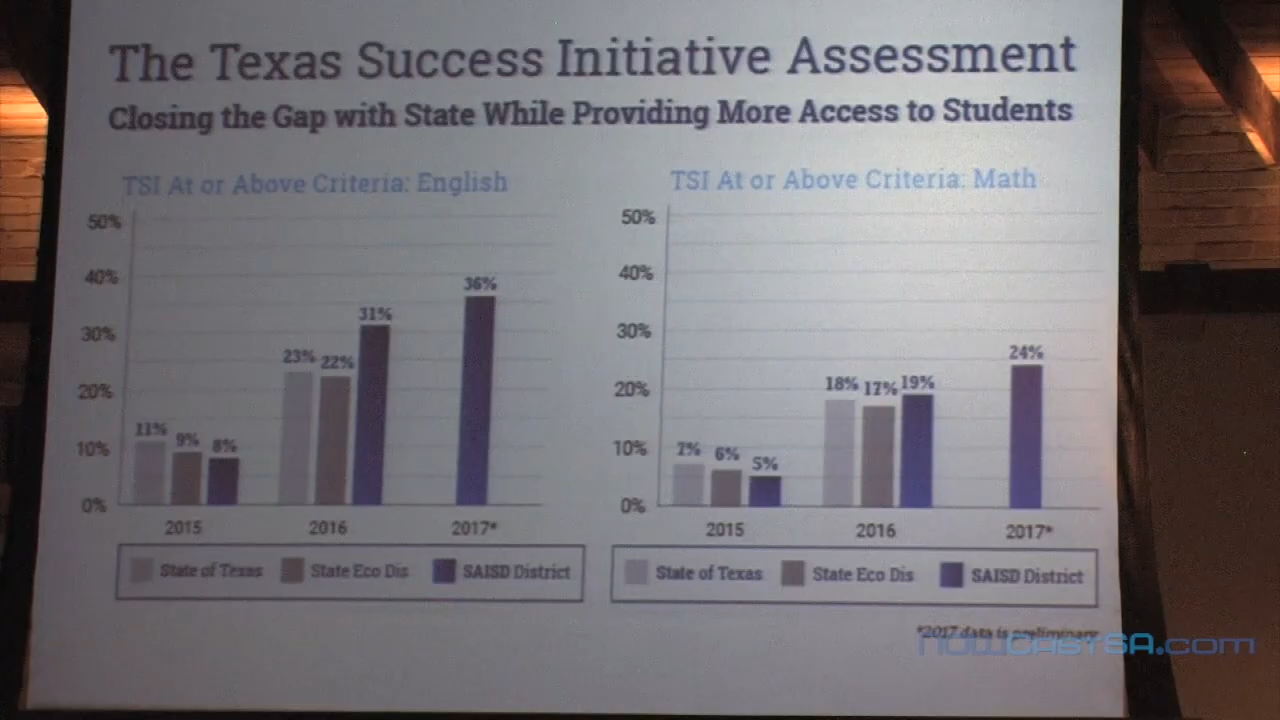 The Texas Success Initiative Assessment
Closing the Gap with State While Providing More Access to Students
TSI At or Above Criteria: English
50%
40%
30%
20%
10%
0%
11%
9%
8%
23%
22%
31%
36%
2015
2016
2017*
State of Texas
State Eco Dis
SAISD District
TSI At or Above Criteria: Math
50%
40%
30%
20%
10%
0%
7%
6%
5%
18%
17%
19%
24%
2015
2016
2017*
State of Texas
State Eco Dis
SAISD District
*2017 data is preliminary
nowcastSA.com